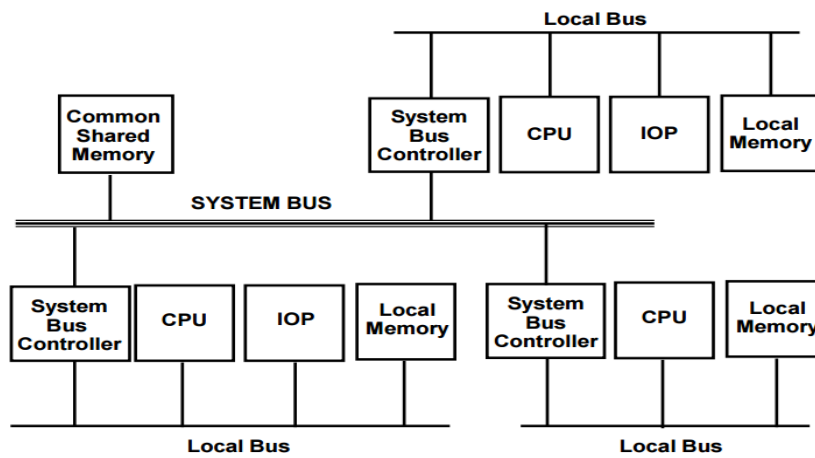 Local Bus
Common
Shared
Memory
System
Bus
Controller
CPU
IOP
Local
Memory
SYSTEM BUS
System
Bus
Controller
CPU
IOP
Local
Memory
System
Bus
Controller
CPU
Local
Memory
Local Bus
Local Bus